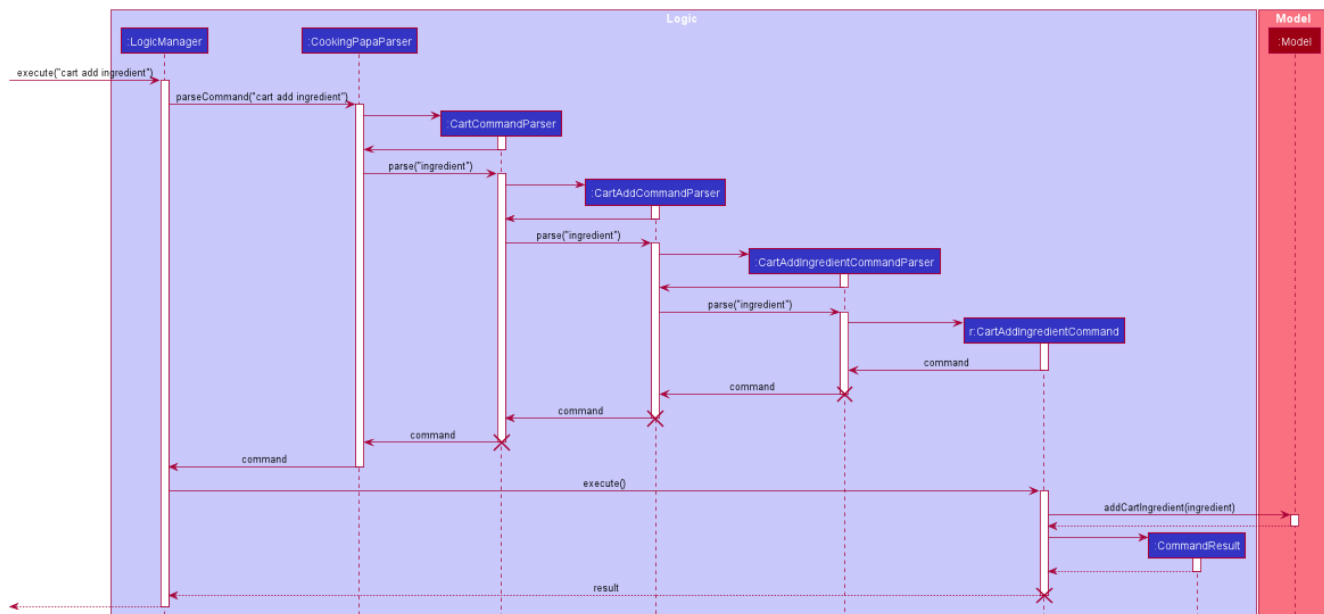 Logic
Model
:LogicManager
:CookingPapaParser
:Model
execute("cart add ingredient")
parseCommand("cart add ingredient")
:CartCommandParser
parse("ingredient")
:CartAddCommandParser
parse("ingredient")
:CartAddIngredientCommandParser
parse("ingredient")
r:CartAddIngredientCommand
command
command
command
command
command
execute()
addCartIngredient(ingredient)
:CommandResult
result